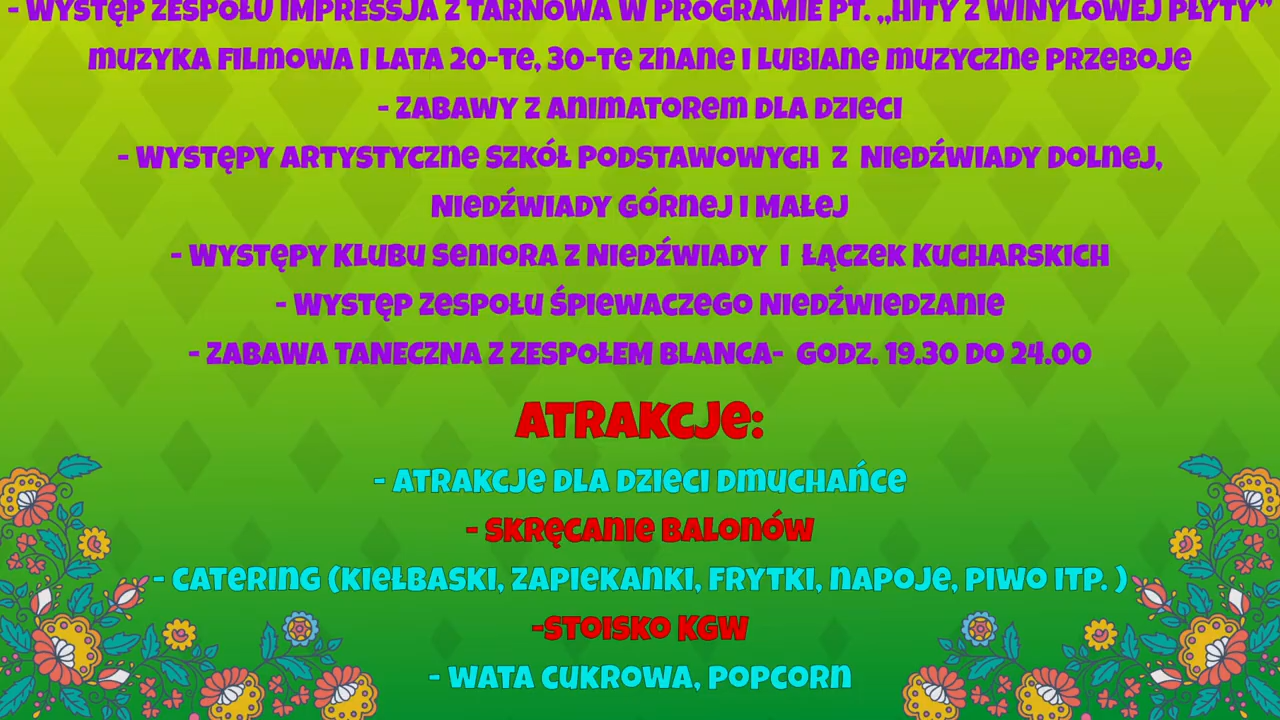 - WYSTĘP ZESPOŁU IMPRESSJA Z TARNOWA W PROGRAMIE PT. „HITY Z WINYLOWEJ PŁYTY”
MUZYKA FILMOWA I LATA 20-TE, 30-TE ZNANE I LUBIANE MUZYCZNE PRZEBOJE
- ZABAWY Z ANIMATOREM DLA DZIECI
- WYSTĘPY ARTYSTYCZNE SZKÓŁ PODSTAWOWYCH Z NIEDŹWIADY DOLNEJ,
NIEDŹWIADY GÓRNEJ I MAŁEJ
- WYSTĘPY KLUBU SENIORA Z NIEDŹWIADY I ŁĄCZEK KUCHARSKICH
- WYSTĘP ZESPOŁU ŚPIEWACZEGO NIEDŹWIEDZANIE
- ZABAWA TANECZNA Z ZESPOŁEM BLANCA- GODZ. 19.30 DO 24.00
ATRAKCJE:
- ATRAKCJE DLA DZIECI DMUCHAŃCE
- SKRĘCANIE BALONÓW
- CATERING (KIEŁBASKI, ZAPIEKANKI, FRYTKI, NAPOJE, PIWO ITP. )
-STOISKO KGW
- WATA CUKROWA, POPCORN